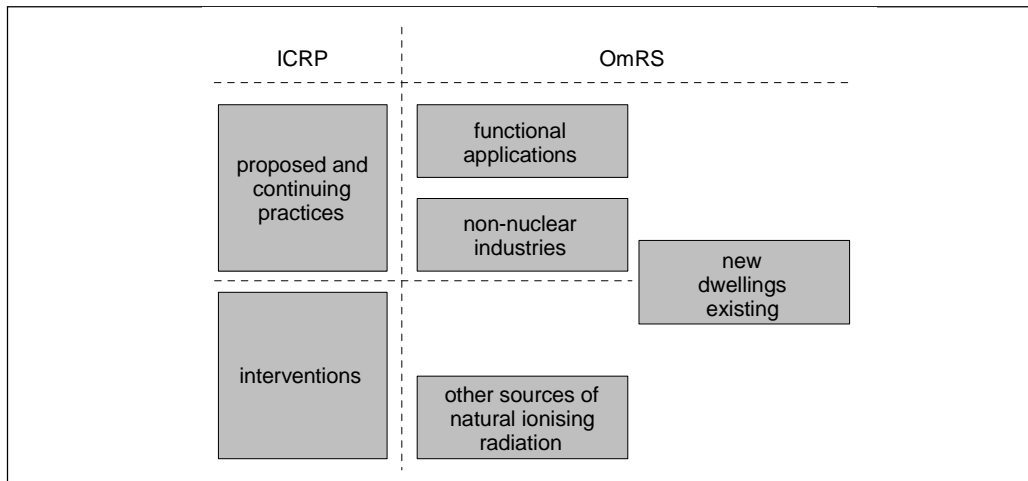 ICRP
OmRS
proposed and
continuing
practices
functional
applications
non-nuclear
industries
new
dwellings
existing
interventions
other sources of
natural ionising
radiation